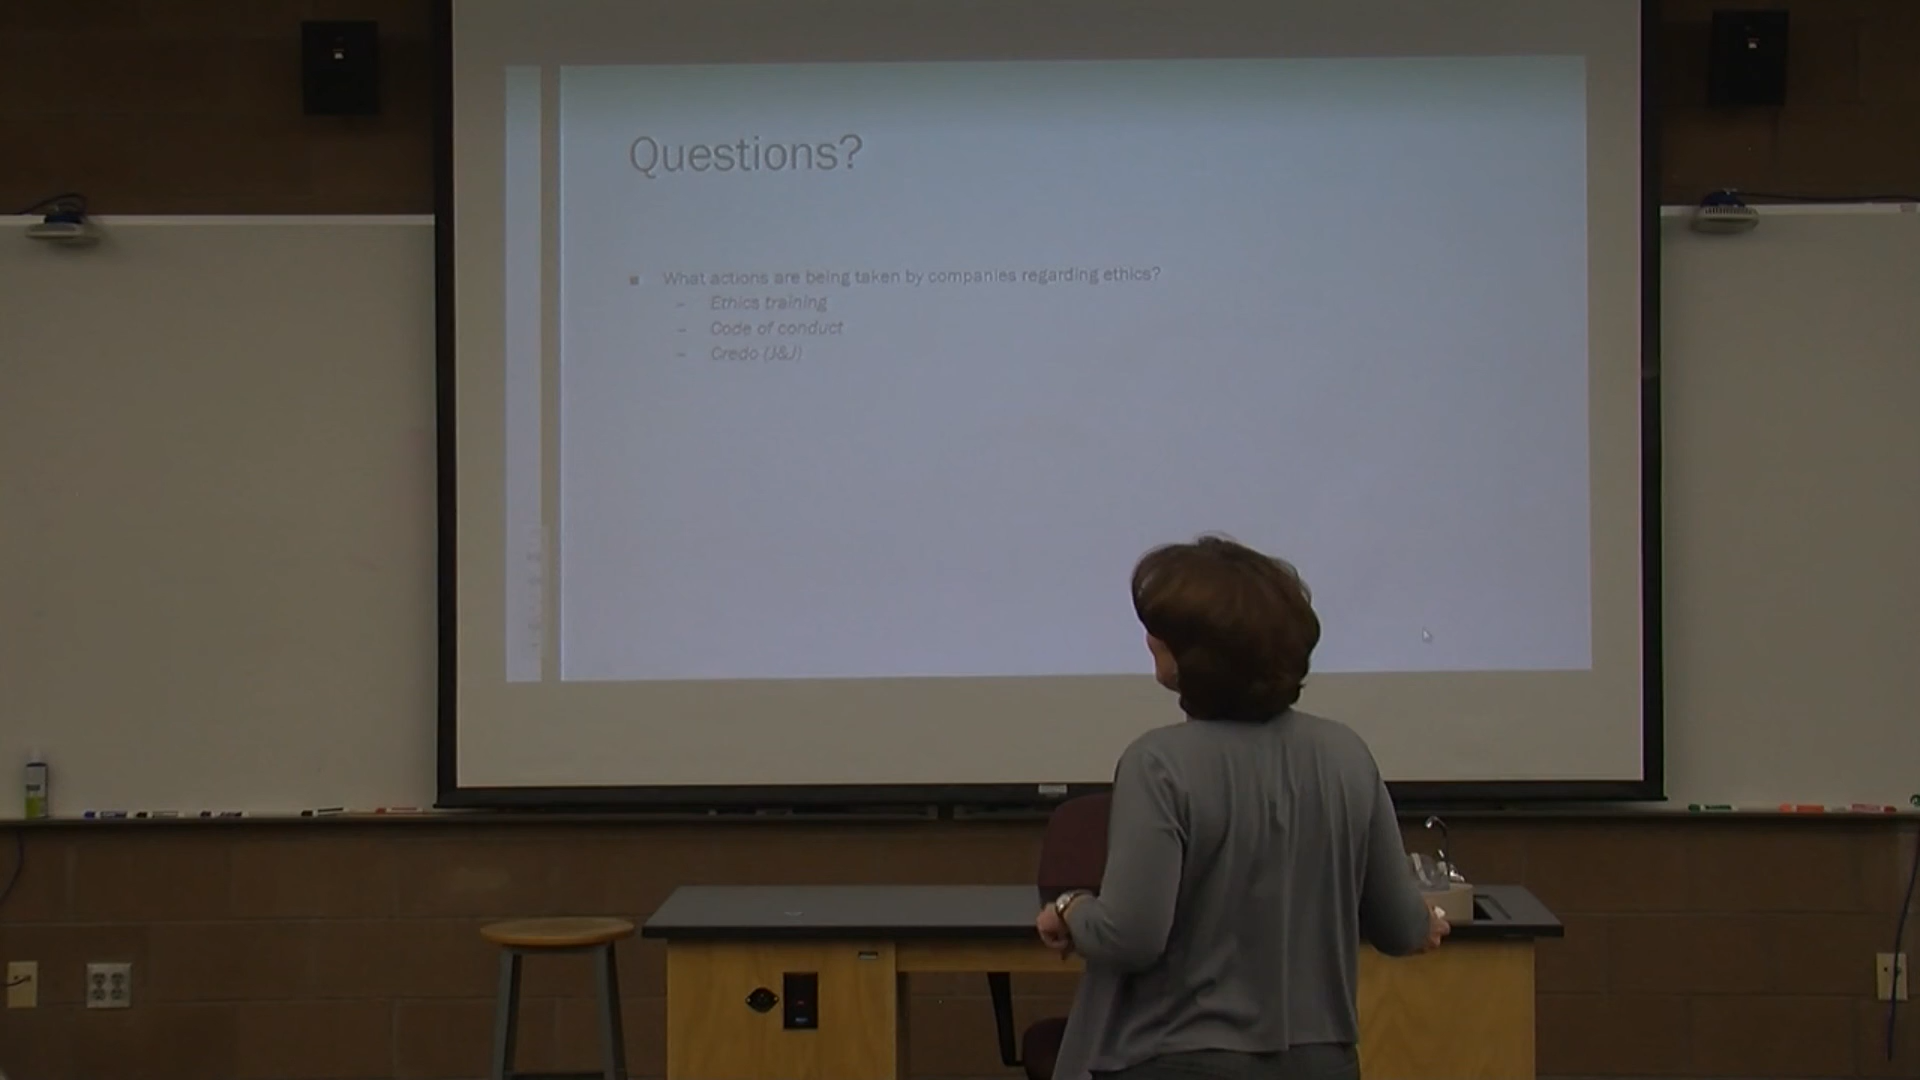 Questions?
▪ What actions are being taken by companies regarding ethics?
– Ethics training
– Code of conduct
– Credo (J&J)